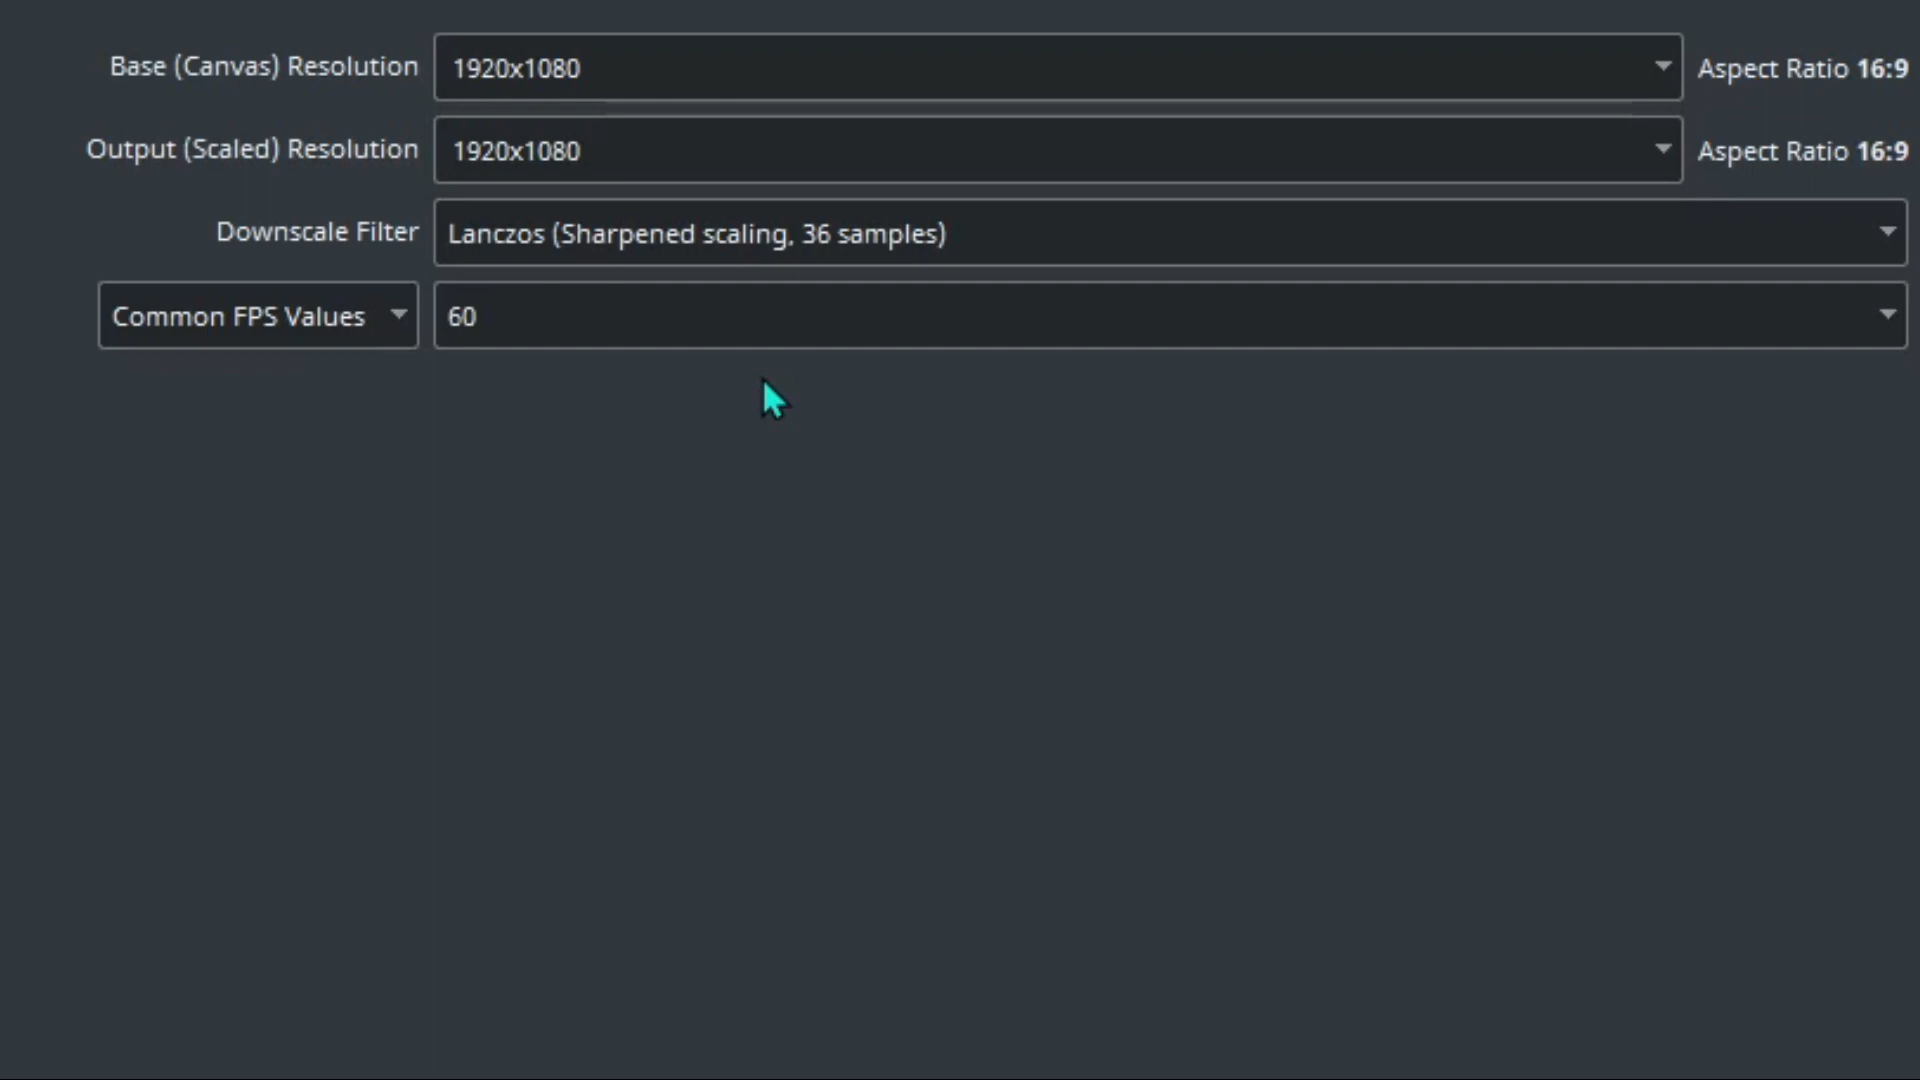 Base (Canvas) Resolution 1920x1080 Aspect Ratio 16:9
Output (Scaled) Resolution 1920x1080 Aspect Ratio 16:9
Downscale Filter Lanczos (Sharpened scaling, 36 samples)
Common FPS Values 60